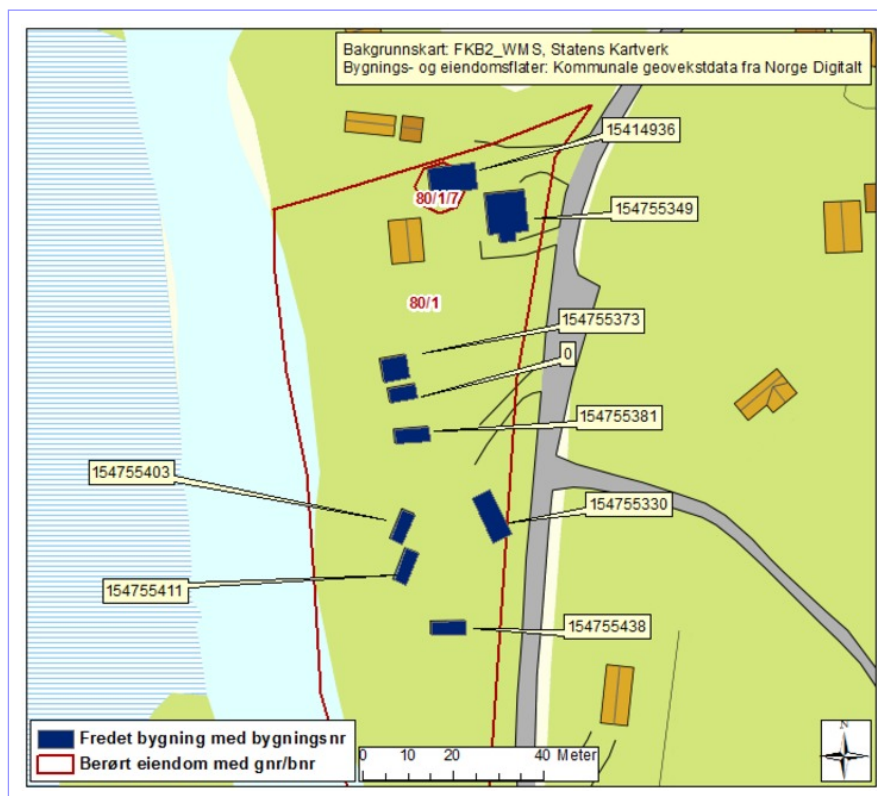 Bakgrunnskart: FKB2_WMS, Statens Kartverk
Bygnings- og eiendomsflater: Kommunale geovekstdata fra Norge Digitalt
15414936
80/1/7
154755349
80/1
154755373
0
154755381
154755403
154755330
154755411
154755438
Fredet bygning med bygningsnr
Berørt eiendom med gnr/bnr
0 10 20 40 Meter
N